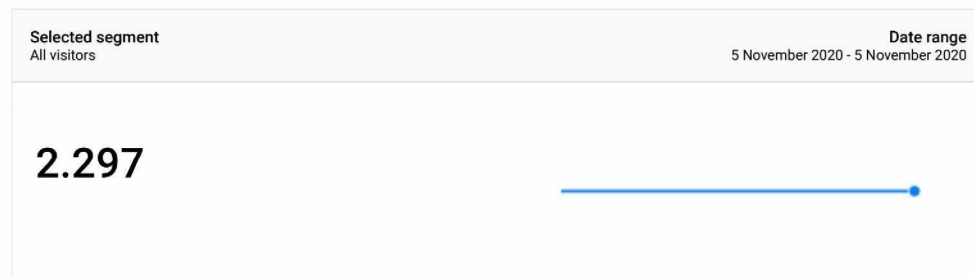 Selected segment
All visitors
Date range
5 November 2020 - 5 November 2020
2.297